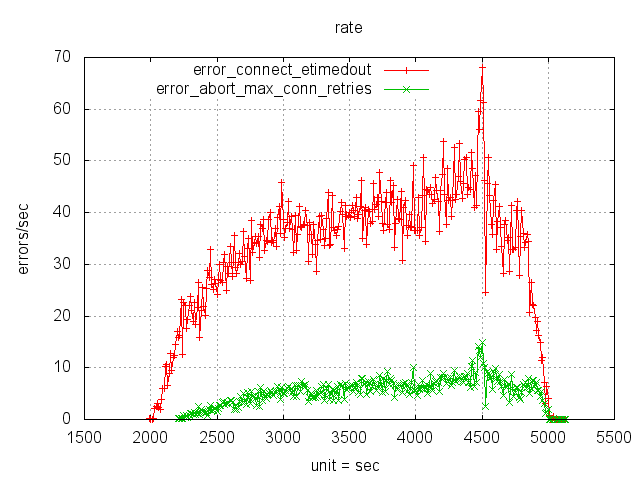 rate
70
60
50
40
30
20
10
0
errors/sec
error_connect_etimedout
error_abort_max_conn_retries
1500 2000 2500 3000 3500 4000 4500 5000 5500
unit = sec